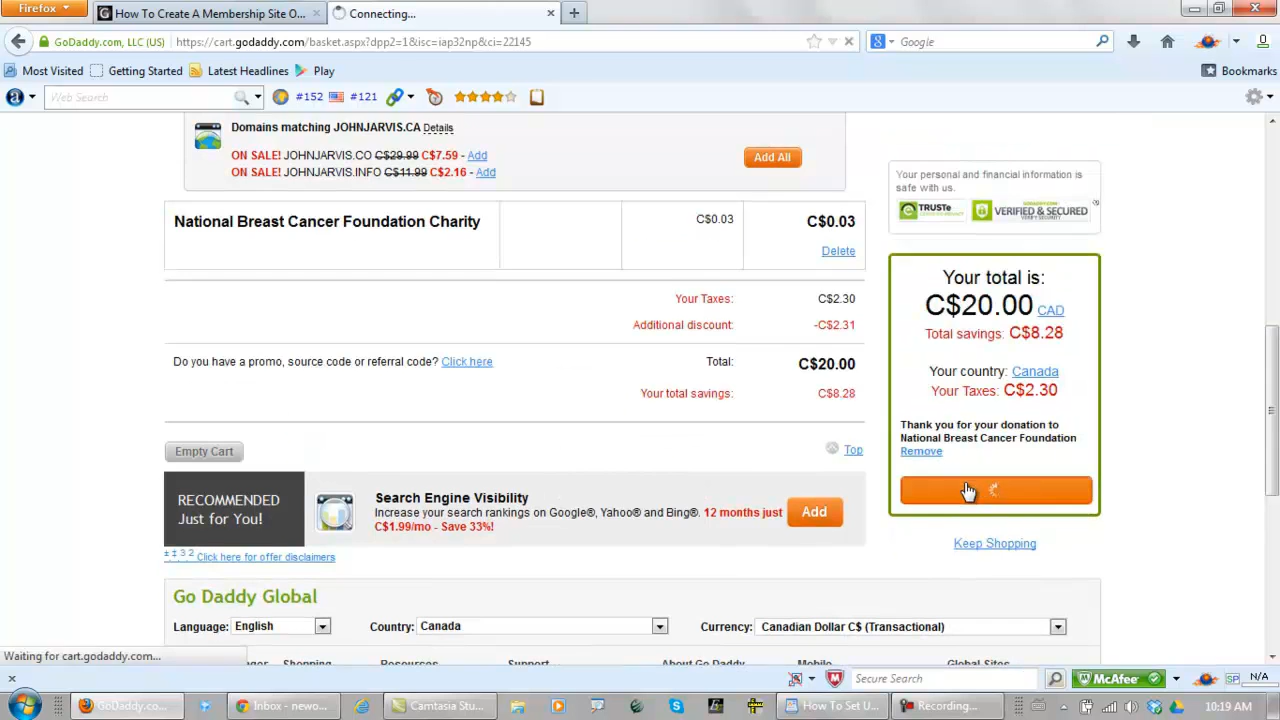 Firefox
How To Create A Membership Site O...
Connecting...
GoDaddy.com, LLC (US)
https://cart.godaddy.com/basket.aspx?dpp2=1&isc=iap32np&ci=22145
Google
Most Visited
Getting Started
Latest Headlines
Play
Bookmarks
Web Search
#152
#121
Domains matching JOHNJARVIS.CA Details
ON SALE! JOHNJARVIS.CO C$29.99 C$7.59 - Add
ON SALE! JOHNJARVIS.INFO C$11.99 C$2.16 - Add
Add All
National Breast Cancer Foundation Charity
C$0.03
C$0.03
Delete
Your Taxes: C$2.30
Additional discount: -C$2.31
Do you have a promo, source code or referral code? Click here
Total: C$20.00
Your total savings: C$8.28
Empty Cart
Top
RECOMMENDED
Just for You!
Search Engine Visibility
Increase your search rankings on Google®, Yahoo® and Bing®. 12 months just
C$1.99/mo - Save 33%!
Add
Click here for offer disclaimers
Your personal and financial information is
safe with us.
TRUSTe
VERIFIED & SECURED
Your total is:
C$20.00 CAD
Total savings: C$8.28
Your country: Canada
Your Taxes: C$2.30
Thank you for your donation to
National Breast Cancer Foundation
Remove
Keep Shopping
Go Daddy Global
Language: English
Country: Canada
Currency: Canadian Dollar C$ (Transactional)
Shopping
Resources
Support
About Go Daddy
Mobile
Global Sites
Waiting for cart.godaddy.com...
Secure Search
McAfee
SP
N/A
GoDaddy.com...
Inbox - newo...
Camtasia Stu...
How To Set U...
Recording...
10:19 AM